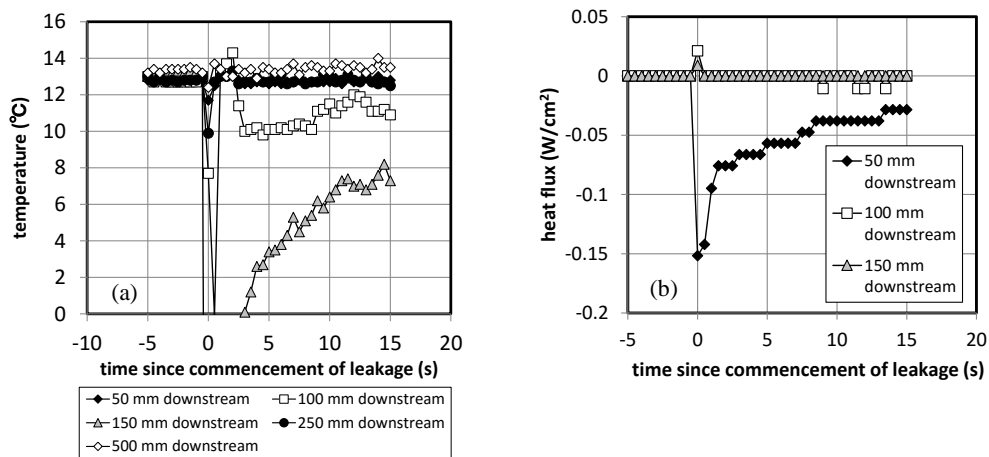 16
14
12
10
8
6
4
2
0
temperature (℃)
(a)
-10 -5 0 5 10 15 20
time since commencement of leakage (s)
50 mm downstream 100 mm downstream
150 mm downstream 250 mm downstream
500 mm downstream
0.05
0
-0.05
-0.1
-0.15
-0.2
heat flux (W/cm²)
(b)
50 mm
downstream
100 mm
downstream
150 mm
downstream
-5 0 5 10 15 20
time since commencement of leakage (s)